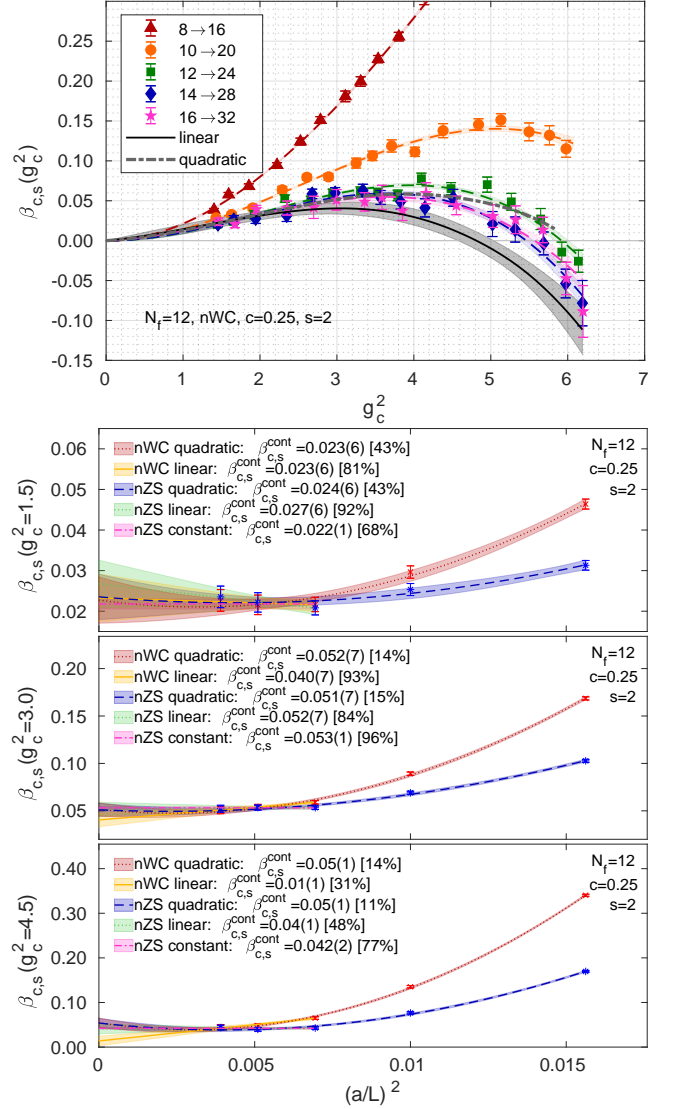 0.25
0.20
0.15
0.10
0.05
0.00
-0.05
-0.10
-0.15
β_{c,s}(g_c^2)
8→16
10→20
12→24
14→28
16→32
linear
quadratic
N_f=12, nWC, c=0.25, s=2
0 1 2 3 4 5 6 7
g_c^2
0.06
0.05
0.04
0.03
0.02
β_{c,s}(g_c^2=1.5)
nWC quadratic: β_{c,s}^{cont}=0.023(6) [43%]
nWC linear: β_{c,s}^{cont}=0.023(6) [81%]
nZS quadratic: β_{c,s}^{cont}=0.024(6) [43%]
nZS linear: β_{c,s}^{cont}=0.027(6) [92%]
nZS constant: β_{c,s}^{cont}=0.022(1) [68%]
N_f=12
c=0.25
s=2
0.20
0.15
0.10
0.05
β_{c,s}(g_c^2=3.0)
nWC quadratic: β_{c,s}^{cont}=0.052(7) [14%]
nWC linear: β_{c,s}^{cont}=0.040(7) [93%]
nZS quadratic: β_{c,s}^{cont}=0.051(7) [15%]
nZS linear: β_{c,s}^{cont}=0.052(7) [84%]
nZS constant: β_{c,s}^{cont}=0.053(1) [96%]
N_f=12
c=0.25
s=2
0.40
0.30
0.20
0.10
0.00
β_{c,s}(g_c^2=4.5)
nWC quadratic: β_{c,s}^{cont}=0.05(1) [14%]
nWC linear: β_{c,s}^{cont}=0.01(1) [31%]
nZS quadratic: β_{c,s}^{cont}=0.05(1) [11%]
nZS linear: β_{c,s}^{cont}=0.04(1) [48%]
nZS constant: β_{c,s}^{cont}=0.042(2) [77%]
N_f=12
c=0.25
s=2
0 0.005 0.01 0.015
(a/L)^2